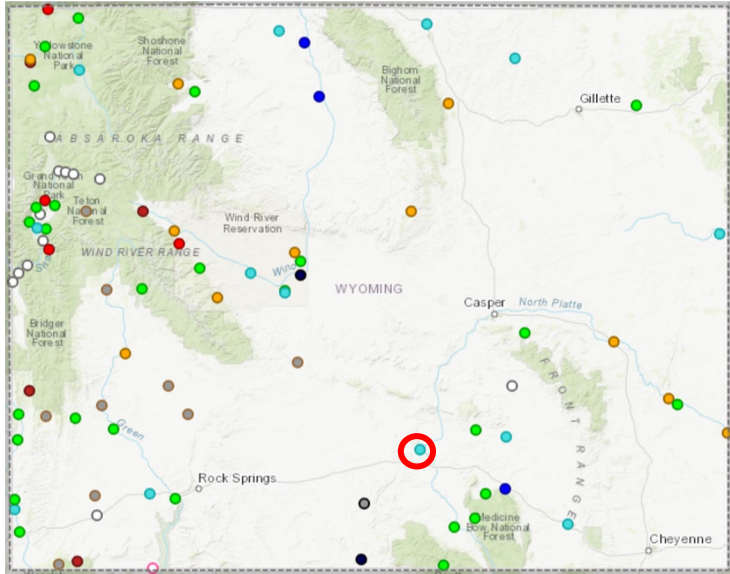 Yellowstone
National
Park
Shoshone
National
Forest
Bighorn
National
Forest
Gillette
ABSAROKA RANGE
Grand Teton
National
Park
Teton
National
Forest
Wind River
Reservation
WIND RIVER RANGE
Wind
WYOMING
Casper
North Platte
Bridger
National
Forest
FRONT RANGE
Green
Rock Springs
Medicine
Bow National
Forest
Cheyenne